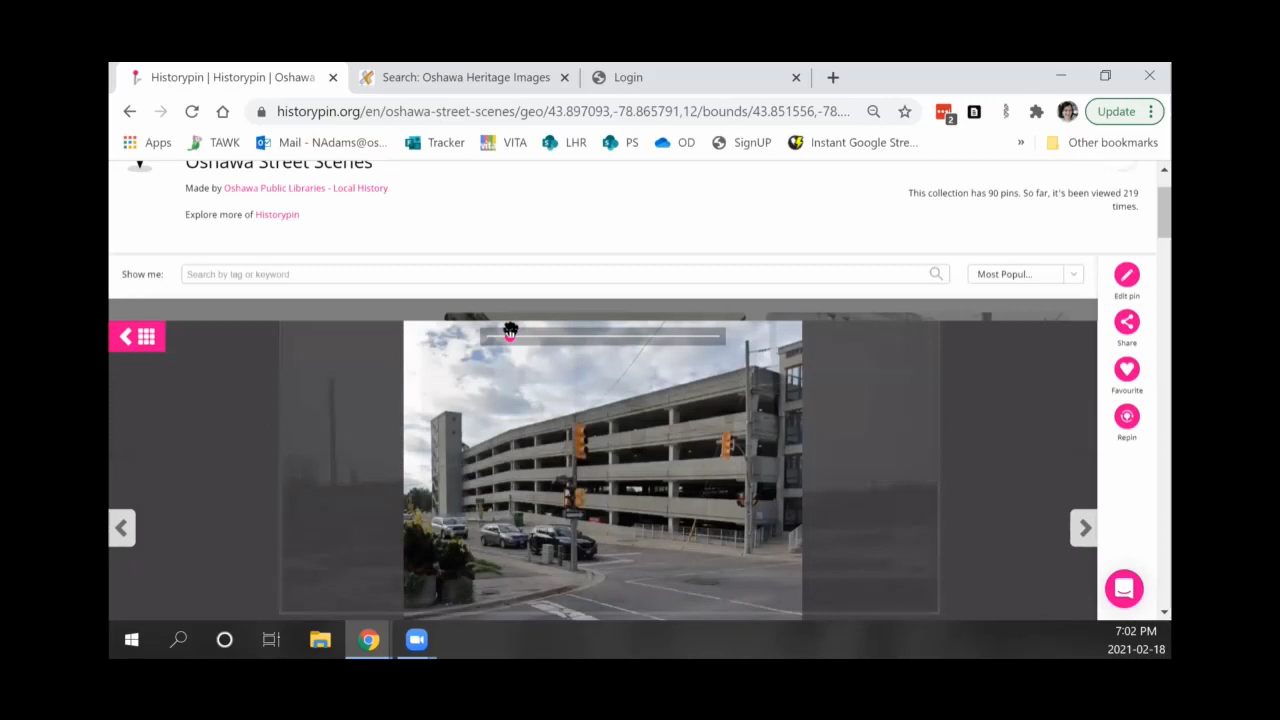 Historypin | Historypin | Oshawa
Search: Oshawa Heritage Images
Login
historypin.org/en/oshawa-street-scenes/geo/43.897093,-78.865791,12/bounds/43.851556,-78....
2
Update
Apps
TAWK
Mail - NAdams@os...
Tracker
VITA
LHR
PS
OD
SignUP
Instant Google Stre...
»
Other bookmarks
Oshawa Street Scenes
Made by Oshawa Public Libraries - Local History
This collection has 90 pins. So far, it's been viewed 219
times.
Explore more of Historypin
Show me:
Search by tag or keyword
Most Popul...
Edit pin
Share
Favourite
Repin
7:02 PM
2021-02-18